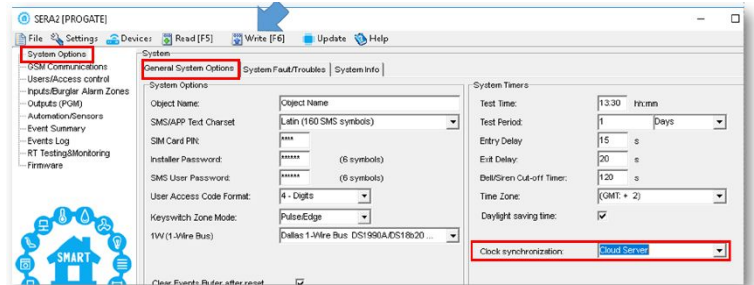 SERA2 [PROGATE]
File Settings Devices Read [F5] Write [F6] Update Help
System Options
GSM Communications
Users/Access control
Inputs/Burglar Alarm Zones
Outputs (PGM)
Automation/Sensors
Event Summary
Events Log
RT Testing&Monitoring
Firmware
SMART
System
General System Options System Fault/Troubles System Info
System Options
Object Name: Object Name
SMS/APP Text Charset Latin (160 SMS symbols)
SIM Card PIN: ****
Installer Password: ****** (6 symbols)
SMS User Password: ****** (6 symbols)
User Access Code Format: 4 - Digits
Keyswitch Zone Mode: Pulse/Edge
1W (1-Wire Bus) Dallas 1-Wire Bus DS1990A/DS18b20 ...
Clear Events Bufer after reset
System Timers
Test Time: 13:30 hh:mn
Test Period: 1 Days
Entry Delay 15 s
Exit Delay: 20 s
Bell/Siren Cut-off Timer: 120 s
Time Zone: (GMT: + 2)
Daylight saving time:
Clock synchronization: Cloud Server